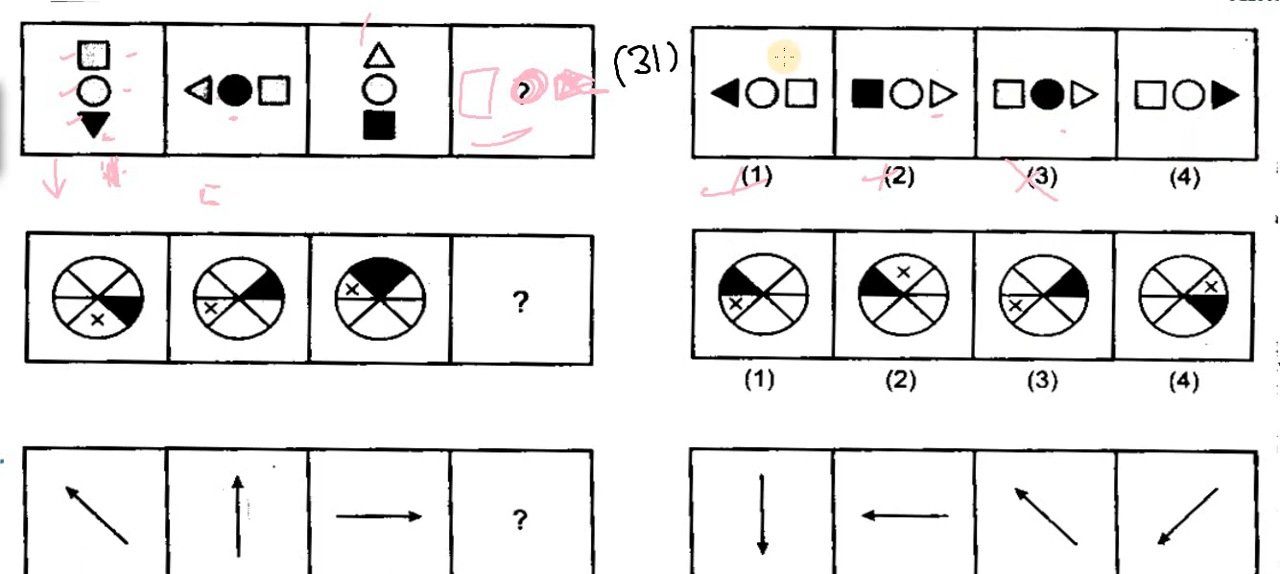 ?
(31)
(1) (2) (3) (4)
?
(1) (2) (3) (4)
?